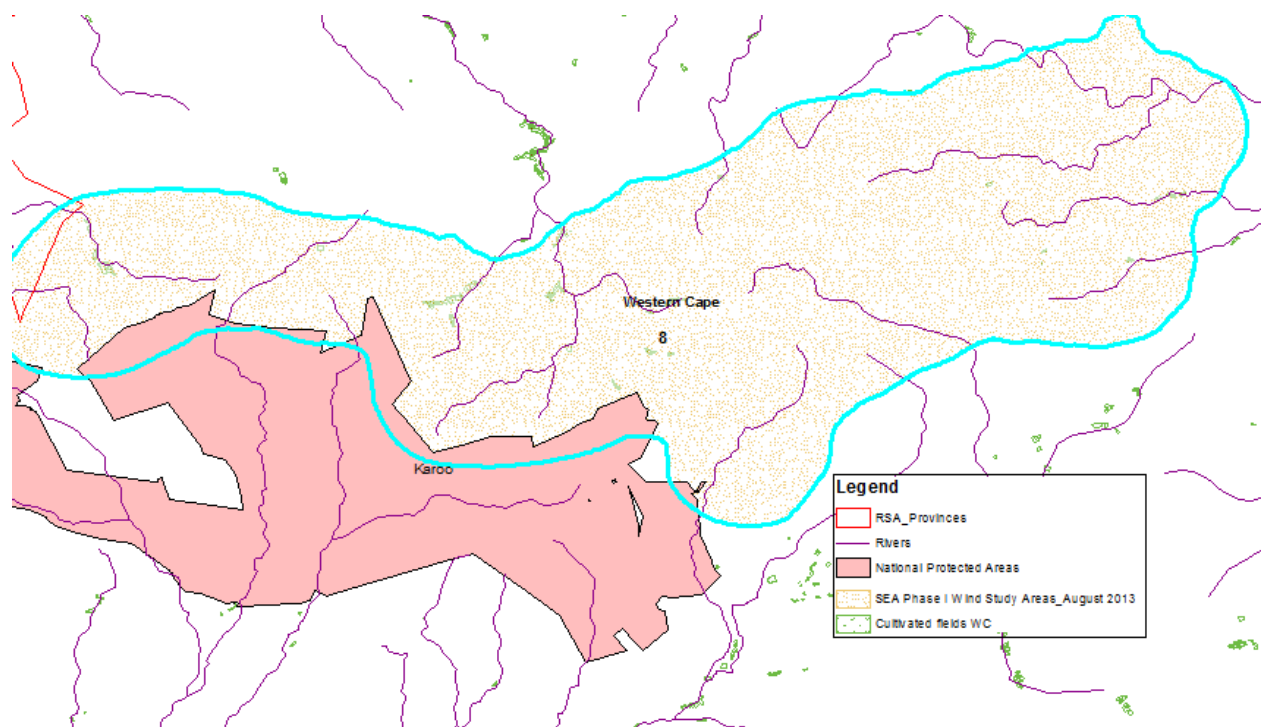 Western Cape
8
Karoo
Legend
RSA_Provinces
Rivers
National Protected Areas
SEA Phase I Wind Study Areas_August 2013
Cultivated fields WC